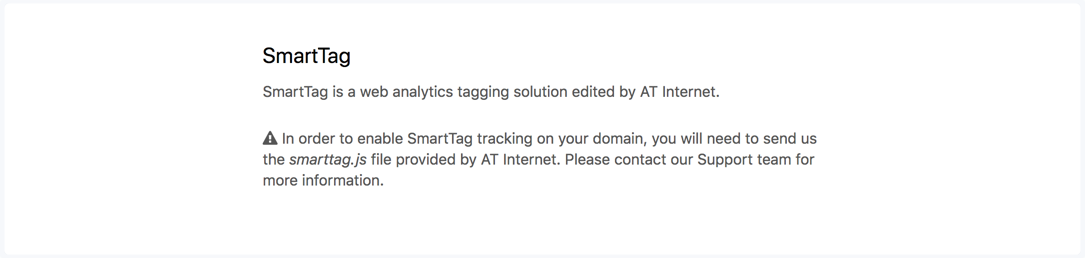 SmartTag
SmartTag is a web analytics tagging solution edited by AT Internet.
In order to enable SmartTag tracking on your domain, you will need to send us
the smarttag.js file provided by AT Internet. Please contact our Support team for
more information.